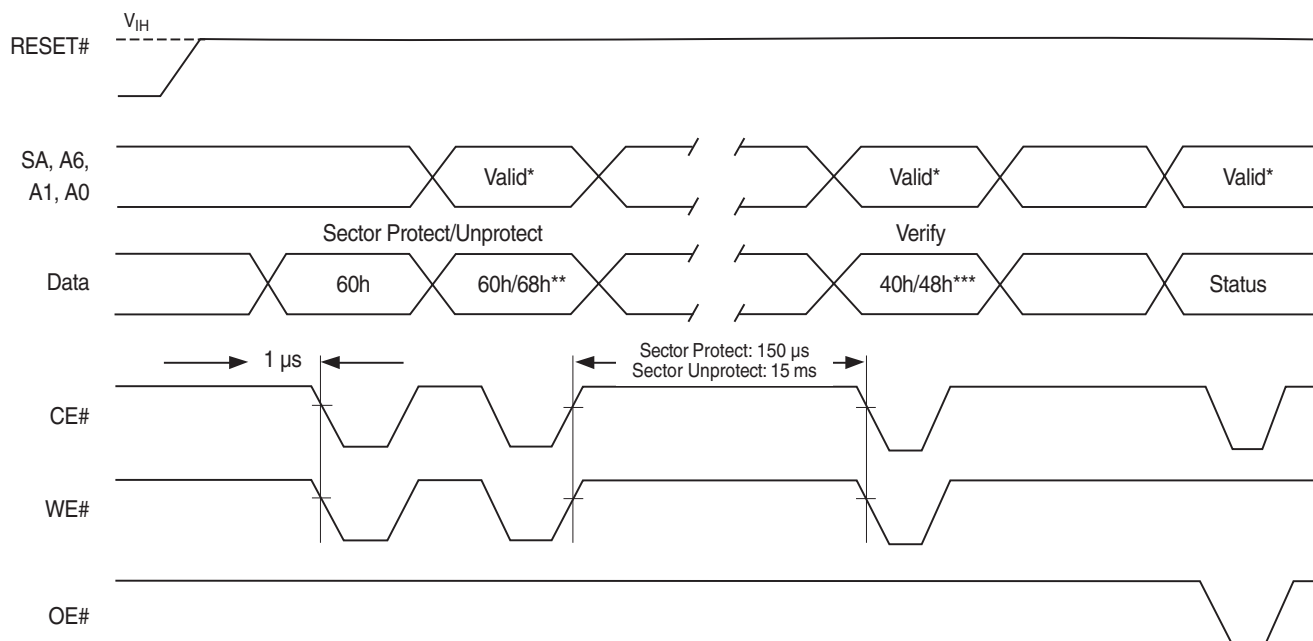 V_IH
RESET#
SA, A6,
A1, A0
Valid*
Valid*
Valid*
Sector Protect/Unprotect
Verify
Data
60h
60h/68h**
40h/48h***
Status
1 µs
Sector Protect: 150 µs
Sector Unprotect: 15 ms
CE#
WE#
OE#